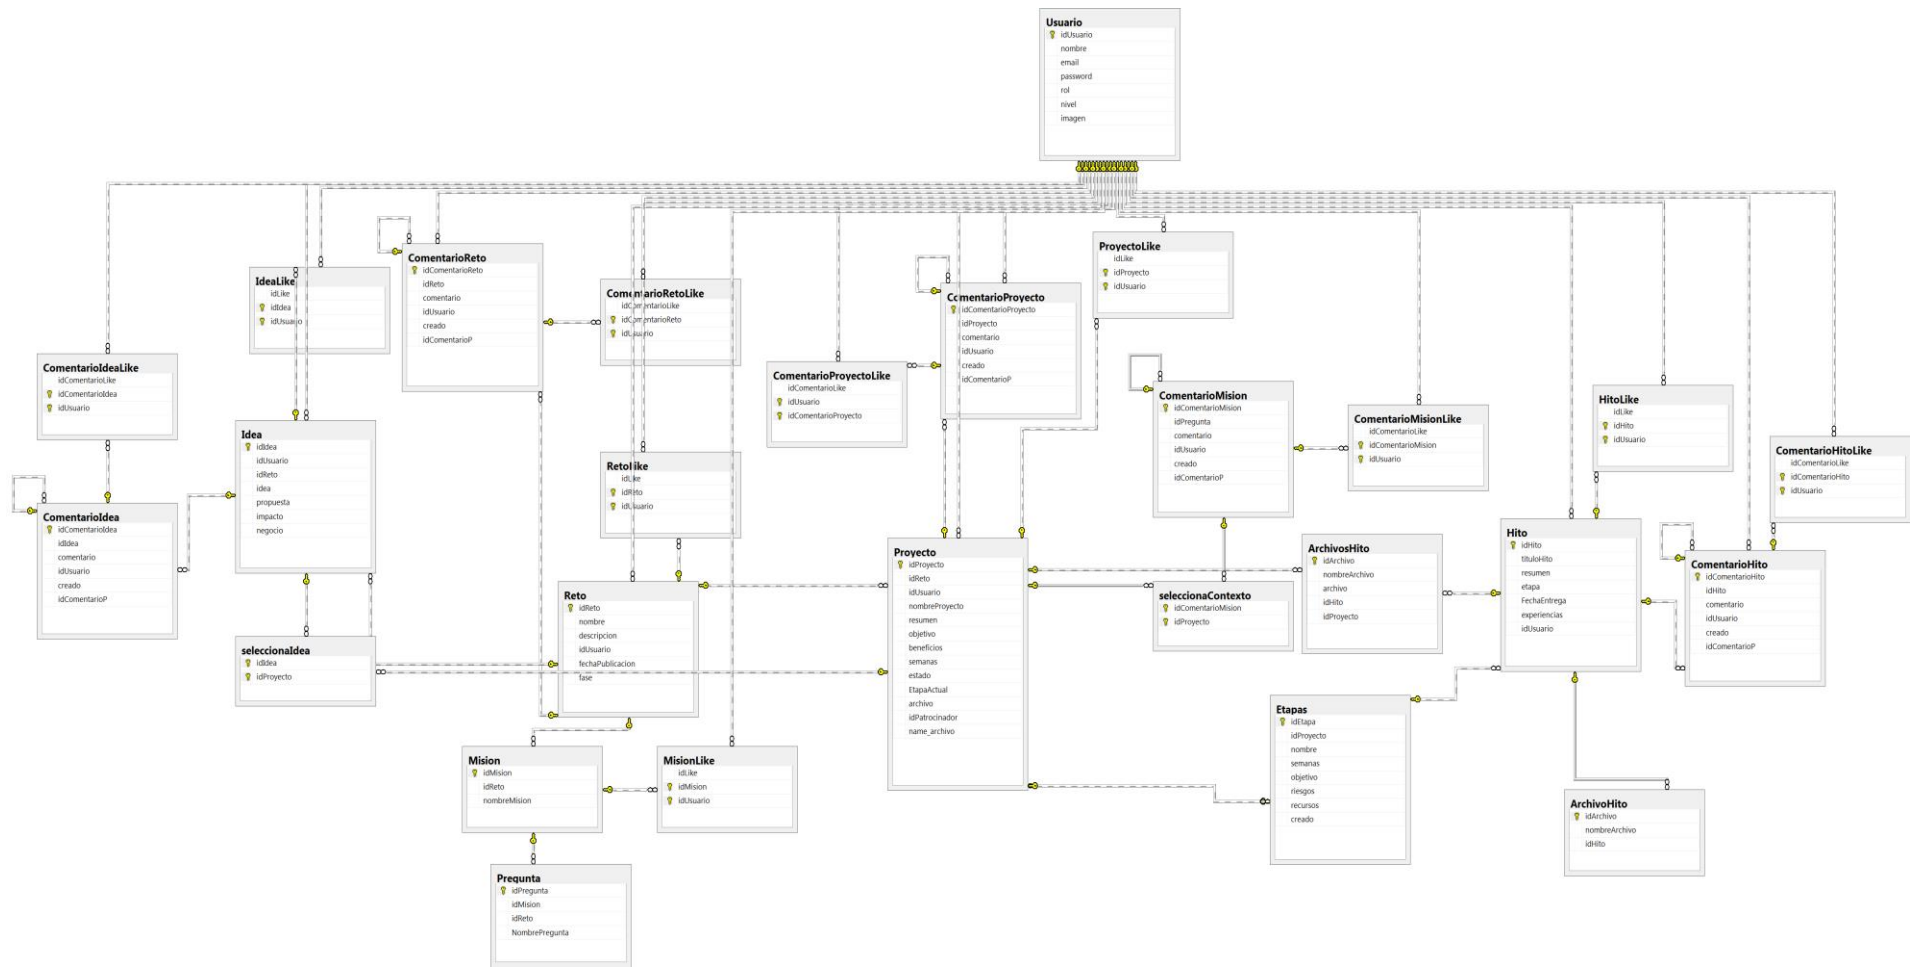 Usuario
idUsuario
nombre
email
password
rol
nivel
imagen
ProyectoLike
idLike
idProyecto
idUsuario
ComentarioReto
idComentarioReto
idReto
comentario
idUsuario
creado
idComentarioP
IdeaLike
idLike
idIdea
idUsuario
ComentarioRetoLike
idComentarioLike
idComentarioReto
idUsuario
ComentarioProyecto
idComentarioProyecto
idProyecto
comentario
idUsuario
creado
idComentarioP
ComentarioIdeaLike
idComentarioLike
idComentarioIdea
idUsuario
ComentarioProyectoLike
idComentarioLike
idUsuario
idComentarioProyecto
ComentarioMision
idComentarioMision
idPregunta
comentario
idUsuario
creado
idComentarioP
ComentarioMisionLike
idComentarioLike
idComentarioMision
idUsuario
HitoLike
idLike
idHito
idUsuario
ComentarioHitoLike
idComentarioLike
idComentarioHito
idUsuario
Idea
idIdea
idUsuario
idReto
idea
propuesta
impacto
negocio
RetoLike
idLike
idReto
idUsuario
ComentarioIdea
idComentarioIdea
idIdea
comentario
idUsuario
creado
idComentarioP
Proyecto
idProyecto
idReto
idUsuario
nombreProyecto
resumen
objetivo
beneficios
semanas
estado
EtapaActual
archivo
idPatrocinador
name_archivo
ArchivosHito
idArchivo
nombreArchivo
archivo
idHito
idProyecto
Hito
idHito
tituloHito
resumen
etapa
FechaEntrega
experiencias
idUsuario
ComentarioHito
idComentarioHito
idHito
comentario
idUsuario
creado
idComentarioP
Reto
idReto
nombre
descripcion
idUsuario
fechaPublicacion
fase
seleccionaContexto
idComentarioMision
idProyecto
seleccionaIdea
idIdea
idProyecto
Etapas
idEtapa
idProyecto
nombre
semanas
objetivo
riesgos
recursos
creado
Mision
idMision
idReto
nombreMision
MisionLike
idLike
idMision
idUsuario
ArchivoHito
idArchivo
nombreArchivo
idHito
Pregunta
idPregunta
idMision
idReto
NombrePregunta